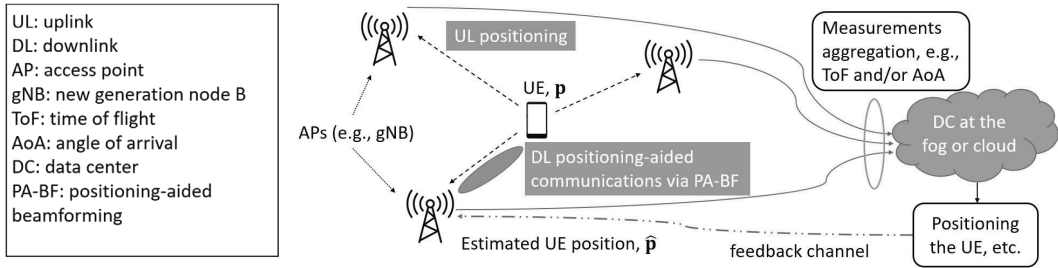 UL: uplink
DL: downlink
AP: access point
gNB: new generation node B
ToF: time of flight
AoA: angle of arrival
DC: data center
PA-BF: positioning-aided
beamforming
UL positioning
UE, p
APs (e.g., gNB)
DL positioning-aided
communications via PA-BF
Estimated UE position, p̂
feedback channel
Measurements
aggregation, e.g.,
ToF and/or AoA
DC at the
fog or cloud
Positioning
the UE, etc.